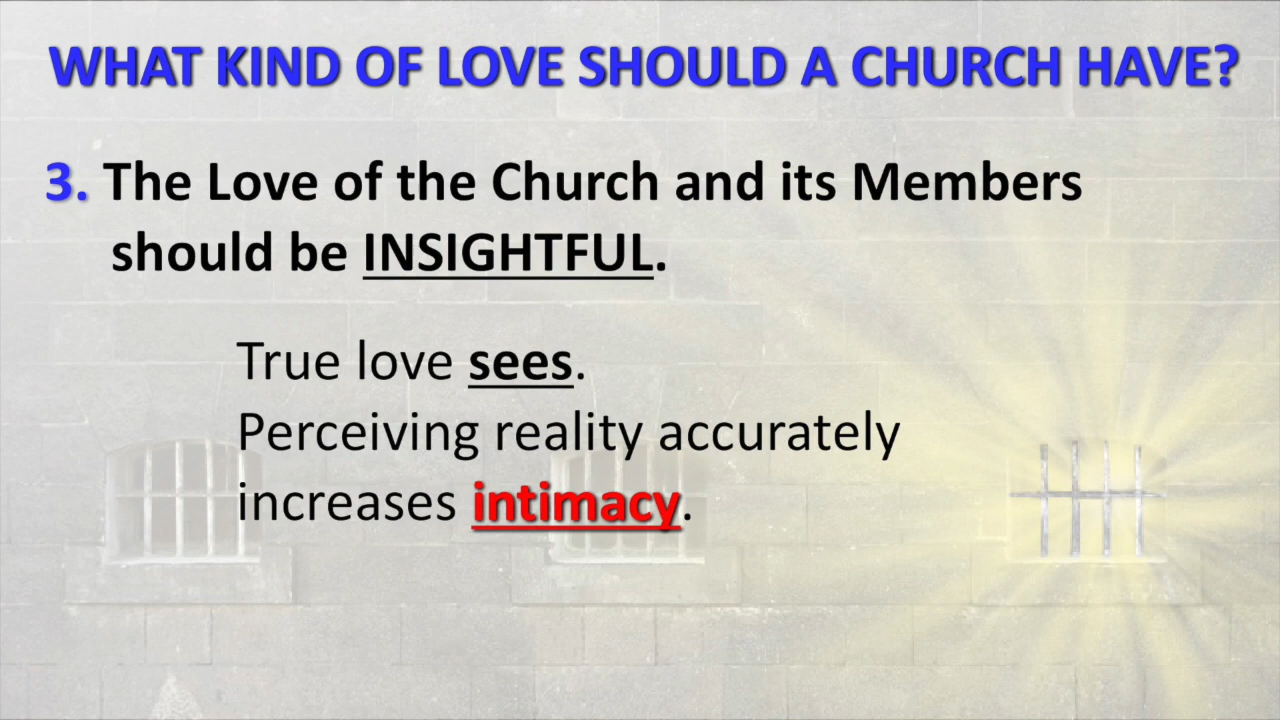 WHAT KIND OF LOVE SHOULD A CHURCH HAVE?
3. The Love of the Church and its Members
should be INSIGHTFUL.
True love sees.
Perceiving reality accurately
increases intimacy.